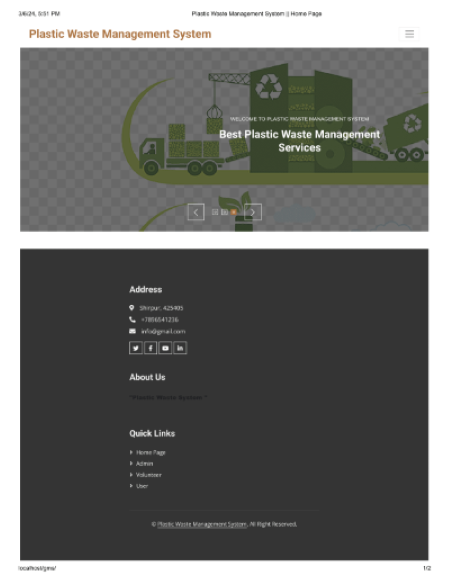 3/6/24, 5:51 PM
Plastic Waste Management System || Home Page
Plastic Waste Management System
WELCOME TO PLASTIC WASTE MANAGEMENT SYSTEM
Best Plastic Waste Management
Services
Address
Shirpur, 425405
+7856541236
info@gmail.com
About Us
"Plastic Waste System "
Quick Links
Home Page
Admin
Volunteer
User
© Plastic Waste Management System, All Right Reserved.
localhost/gms/
1/2